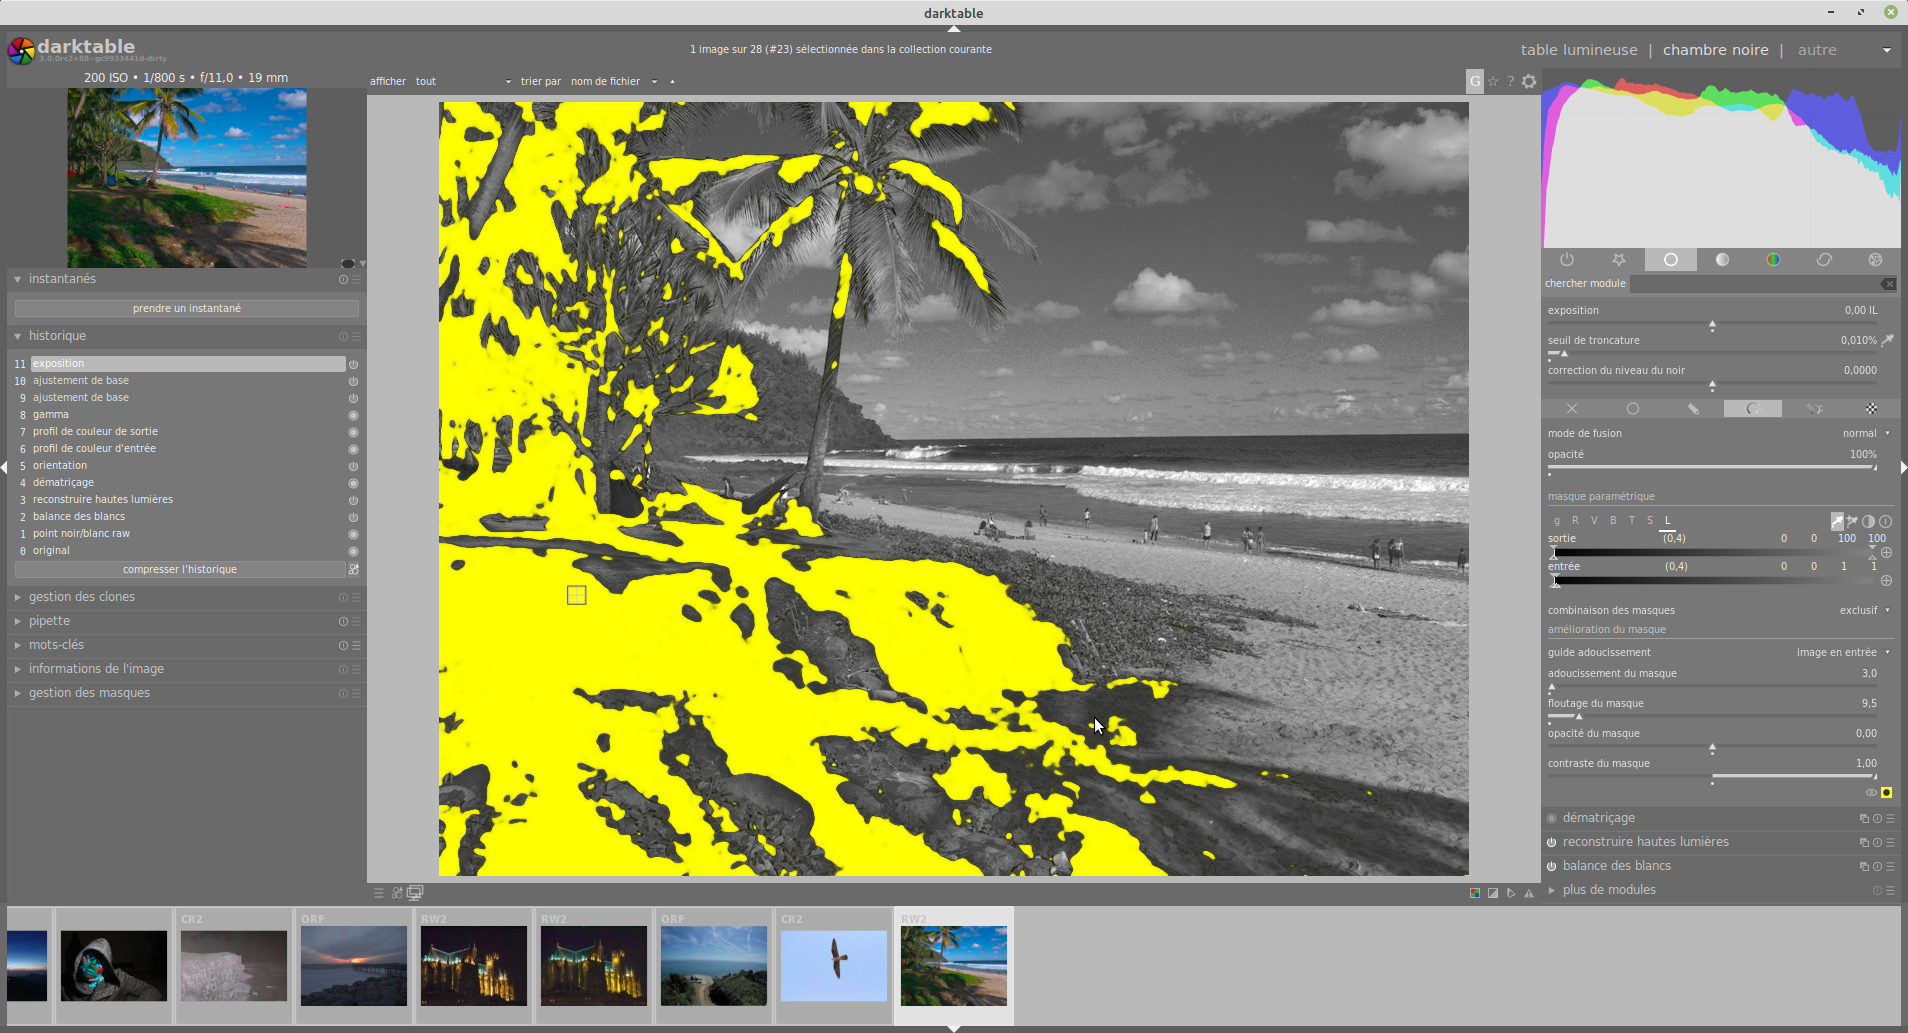 darktable
darktable
3.0.0rc2+88~gc9933441d-dirty
1 image sur 28 (#23) sélectionnée dans la collection courante
table lumineuse | chambre noire | autre
200 ISO • 1/800 s • f/11,0 • 19 mm
afficher tout trier par nom de fichier
G ☆ ?
instantanés
prendre un instantané
historique
11 exposition
10 ajustement de base
9 ajustement de base
8 gamma
7 profil de couleur de sortie
6 profil de couleur d'entrée
5 orientation
4 dématriçage
3 reconstruire hautes lumières
2 balance des blancs
1 point noir/blanc raw
0 original
compresser l'historique
gestion des clones
pipette
mots-clés
informations de l'image
gestion des masques
chercher module
exposition 0,00 IL
seuil de troncature 0,010%
correction du niveau du noir 0,0000
mode de fusion normal
opacité 100%
masque paramétrique
g R V B T S L
sortie (0,4) 0 0 100 100
entrée (0,4) 0 0 1 1
combinaison des masques exclusif
amélioration du masque
guide adoucissement image en entrée
adoucissement du masque 3,0
floutage du masque 9,5
opacité du masque 0,00
contraste du masque 1,00
dématriçage
reconstruire hautes lumières
balance des blancs
plus de modules
CR2 ORF RW2 RW2 ORF CR2 RW2